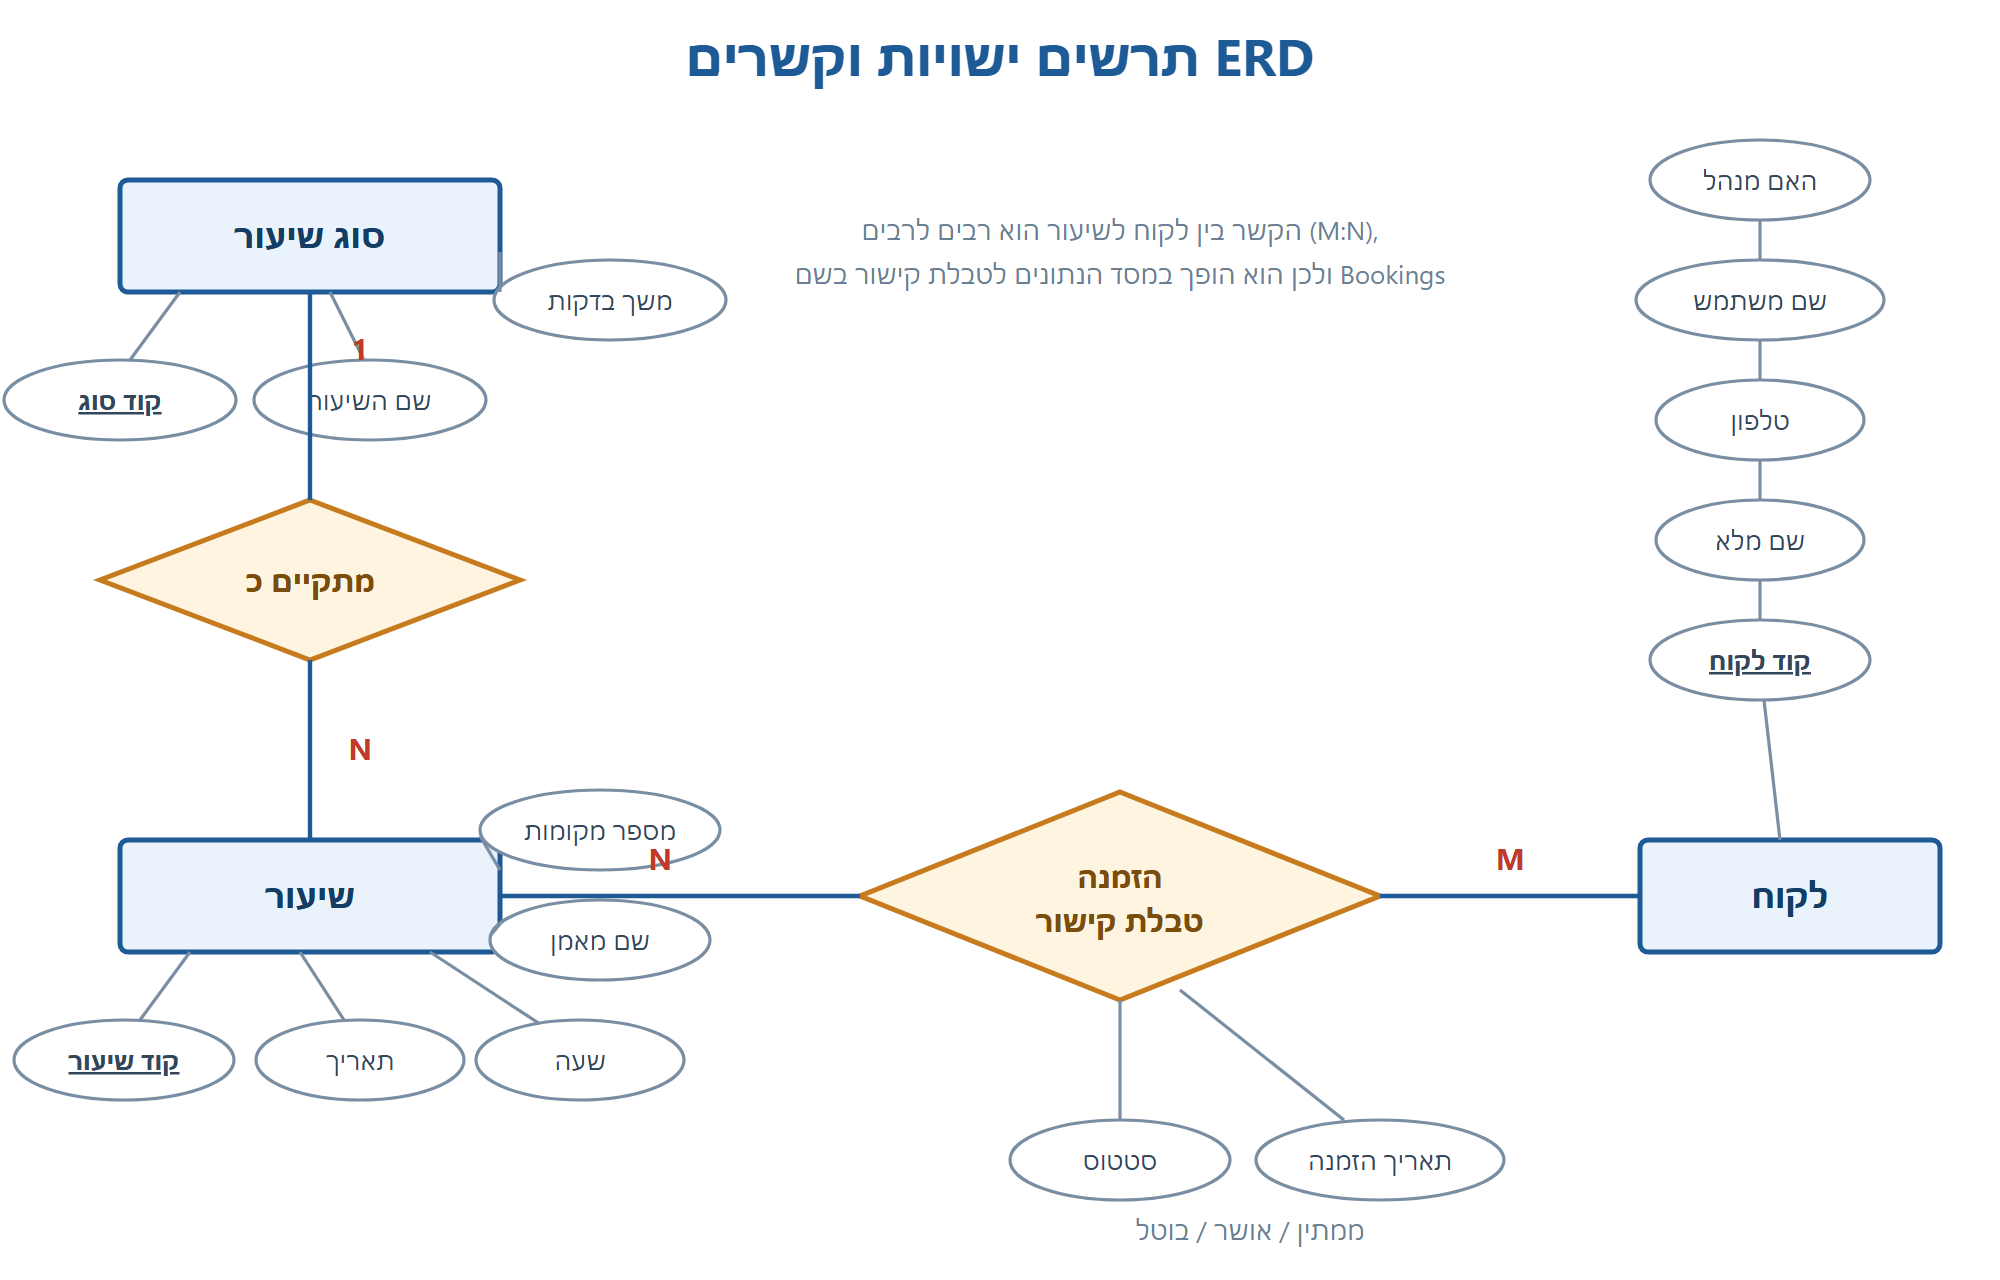 ERD תרשים ישויות וקשרים
האם מנהל
סוג שיעור
הקשר בין לקוח לשיעור הוא רבים לרבים (M:N),
ולכן הוא הופך במסד הנתונים לטבלת קישור בשם Bookings
משך בדקות
שם משתמש
1
קוד סוג
שם השיעור
טלפון
שם מלא
מתקיים כ
קוד לקוח
N
מספר מקומות
N
M
הזמנה
טבלת קישור
שיעור
לקוח
שם מאמן
קוד שיעור
תאריך
שעה
סטטוס
תאריך הזמנה
ממתין / אושר / בוטל